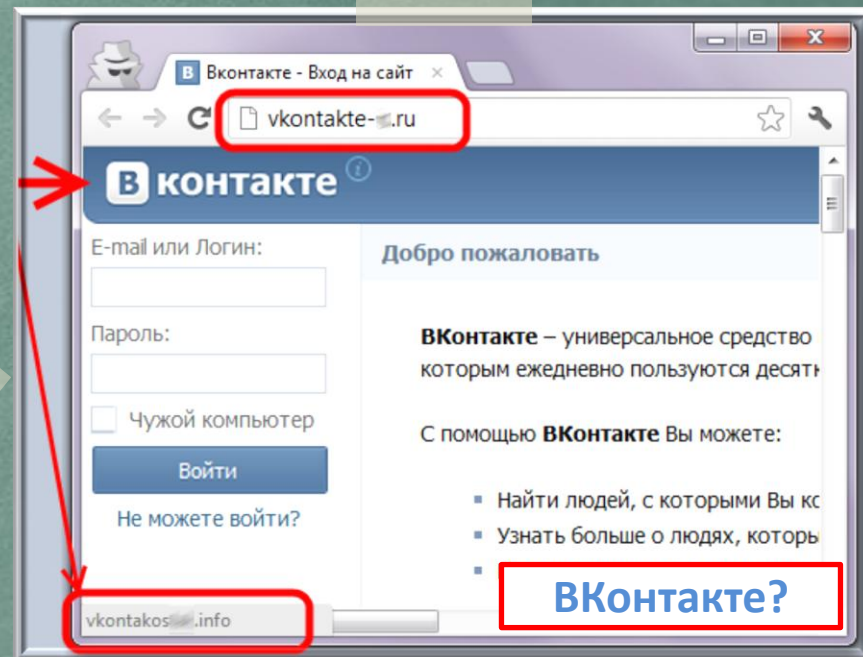 Вконтакте - Вход на сайт
vkontakte-.ru
В контакте
E-mail или Логин:
Пароль:
Чужой компьютер
Войти
Не можете войти?
Добро пожаловать
ВКонтакте – универсальное средство
которым ежедневно пользуются десятк
С помощью ВКонтакте Вы можете:
Найти людей, с которыми Вы ко
Узнать больше о людях, которы
ВКонтакте?
vkontakos.info